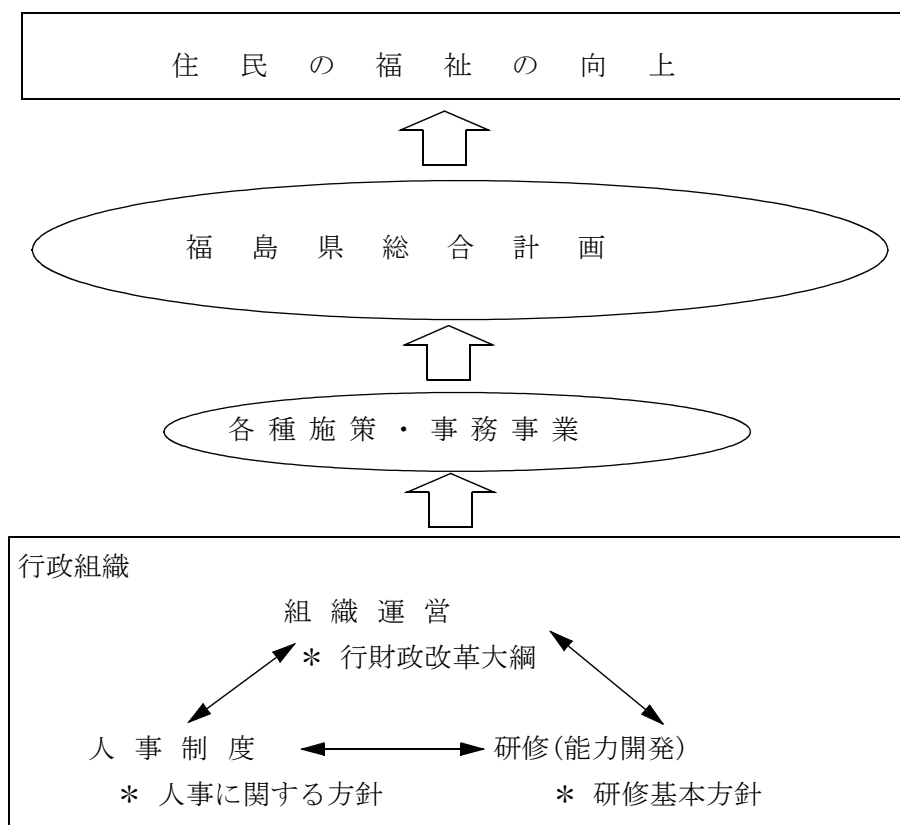 住民の福祉の向上
福島県総合計画
各種施策・事務事業
行政組織
組織運営
＊ 行財政改革大綱
人事制度
研修(能力開発)
＊ 人事に関する方針
＊ 研修基本方針